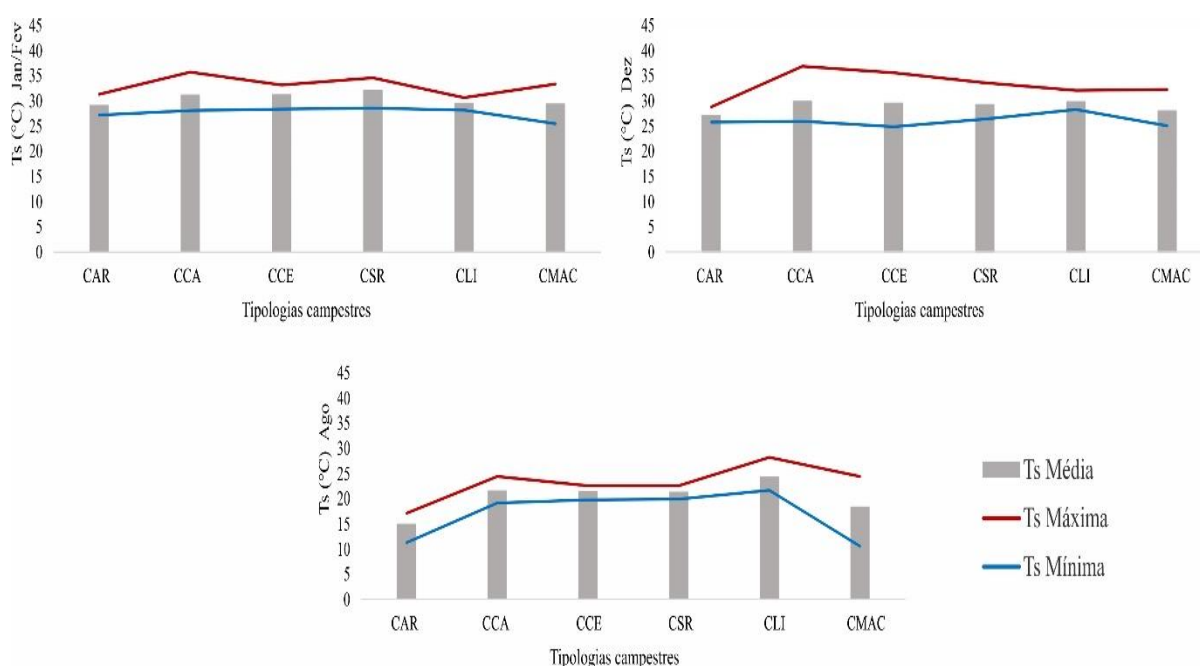 Ts (°C) Jan/Fev
45
40
35
30
25
20
15
10
5
0
CAR CCA CCE CSR CLI CMAC
Tipologias campestres
Ts (°C) Dez
45
40
35
30
25
20
15
10
5
0
CAR CCA CCE CSR CLI CMAC
Tipologias campestres
Ts (°C) Ago
45
40
35
30
25
20
15
10
5
0
CAR CCA CCE CSR CLI CMAC
Tipologias campestres
Ts Média
Ts Máxima
Ts Mínima